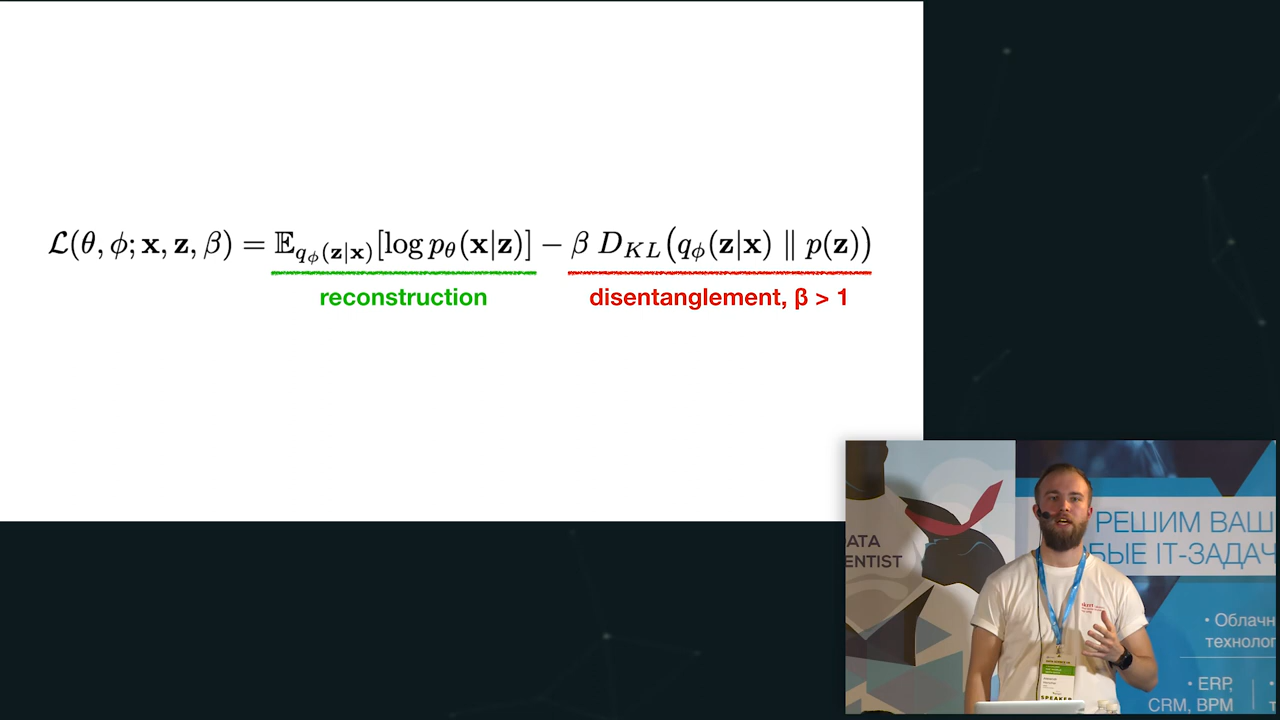 ℒ(θ, ϕ; x, z, β) = 𝔼_{q_ϕ(z|x)}[log p_θ(x|z)] − β D_{KL}(q_ϕ(z|x) ∥ p(z))
reconstruction
disentanglement, β > 1
РЕШИМ ВАШ
БЫЕ IT-ЗАДАЧ
ATA
ENTIST
• Облачн
технолог
• ERP,
CRM, BPM
SPEAKER